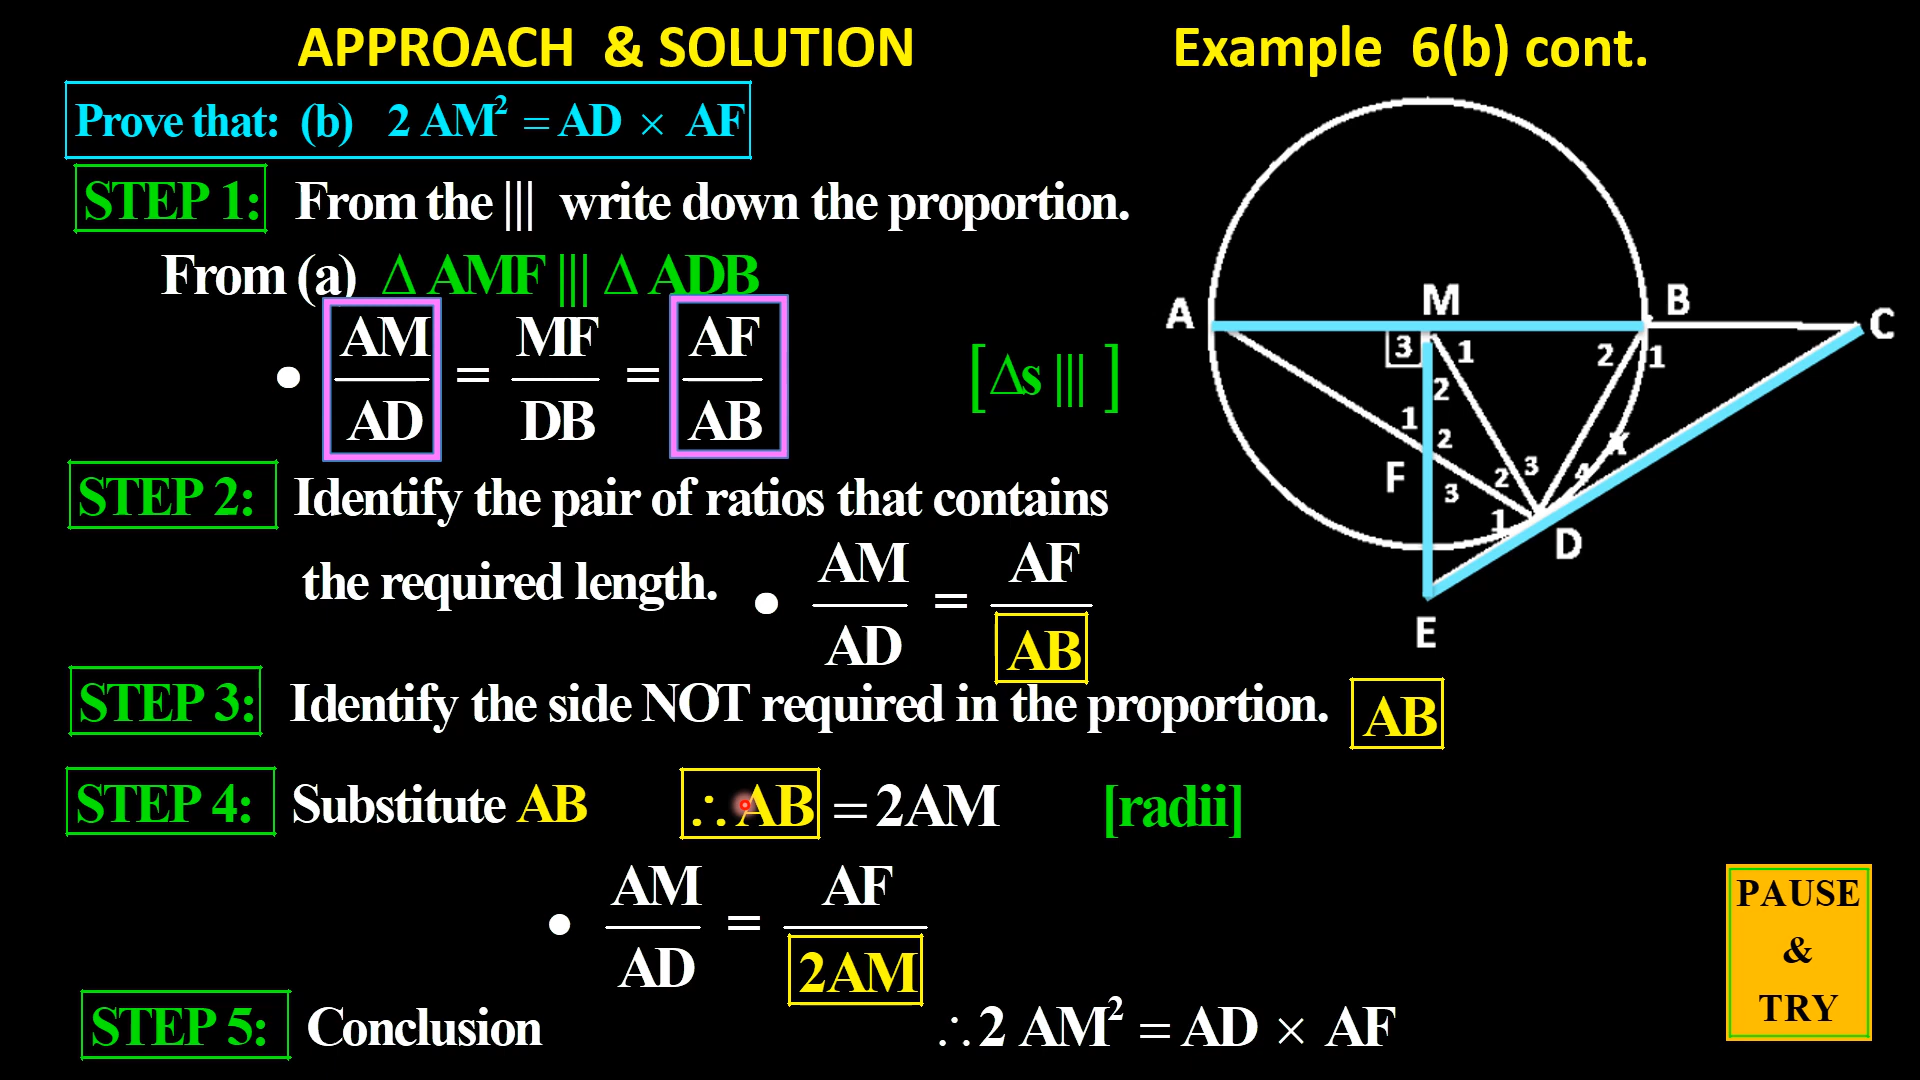 APPROACH & SOLUTION Example 6(b) cont.
Prove that: (b) 2 AM² = AD × AF
STEP 1: From the ||| write down the proportion.
From (a) Δ AMF ||| Δ ADB
• AM/AD = MF/DB = AF/AB [Δs ||| ]
STEP 2: Identify the pair of ratios that contains
the required length. • AM/AD = AF/AB
STEP 3: Identify the side NOT required in the proportion. AB
STEP 4: Substitute AB ∴ AB = 2AM [radii]
• AM/AD = AF/2AM
STEP 5: Conclusion ∴ 2 AM² = AD × AF
A M B C
3 1 2 1
2
1 2
F 3 2 3 4 x
1 D
E
PAUSE
&
TRY